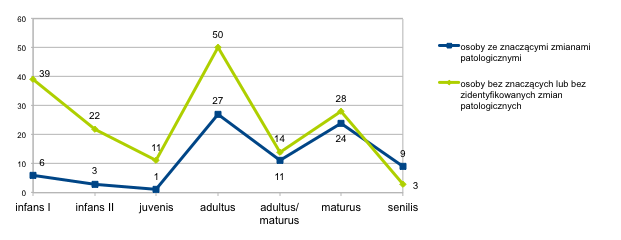 60
50
40
30
20
10
0
39
22
11
50
14
28
3
6
3
1
27
11
24
9
infans I
infans II
juvenis
adultus
adultus/
maturus
maturus
senilis
osoby ze znaczącymi zmianami
patologicznymi
osoby bez znaczących lub bez
zidentyfikowanych zmian
patologicznych